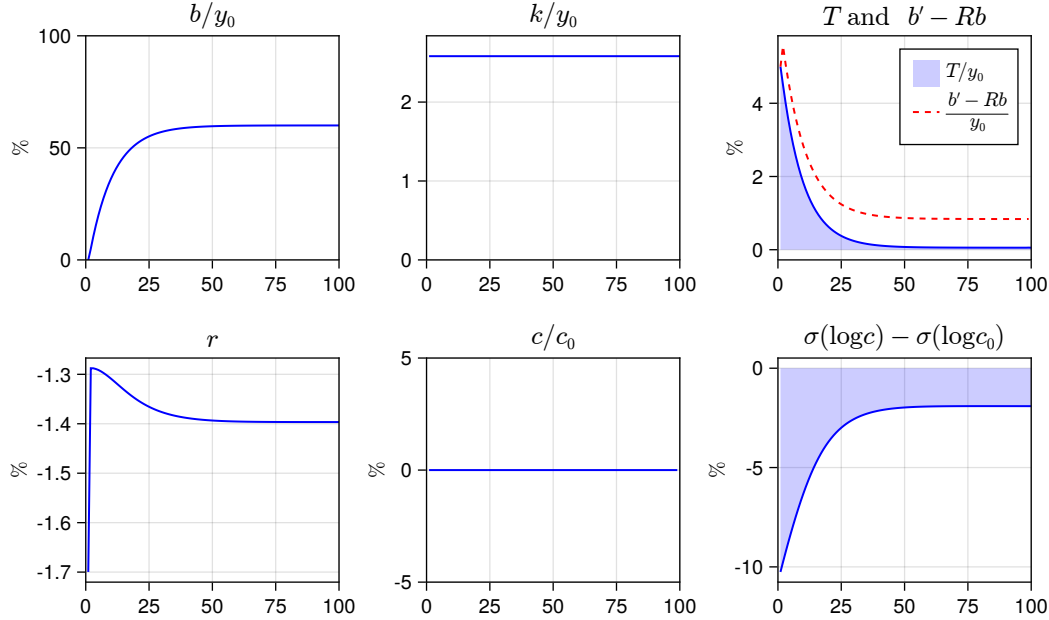 b/y₀
100
50
0
%
0 25 50 75 100
k/y₀
2
1
0
0 25 50 75 100
T and b′ − Rb
4
2
0
%
T/y₀
b′ − Rb
y₀
0 25 50 75 100
r
-1.3
-1.4
-1.5
-1.6
-1.7
%
0 25 50 75 100
c/c₀
5
0
-5
%
0 25 50 75 100
σ(logc) − σ(logc₀)
0
-5
-10
%
0 25 50 75 100